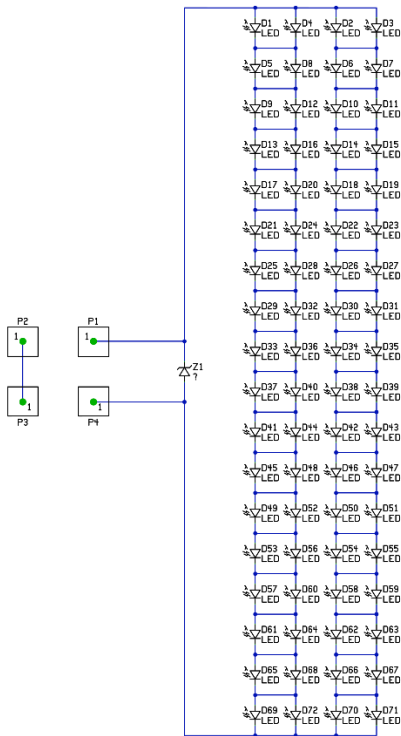 D1 D4 D2 D3
LED LED LED LED
D5 D8 D6 D7
LED LED LED LED
D9 D12 D10 D11
LED LED LED LED
D13 D16 D14 D15
LED LED LED LED
D17 D20 D18 D19
LED LED LED LED
D21 D24 D22 D23
LED LED LED LED
D25 D28 D26 D27
LED LED LED LED
D29 D32 D30 D31
LED LED LED LED
P2 P1
1 1
D33 D36 D34 D35
LED LED LED LED
Z1
?
D37 D40 D38 D39
LED LED LED LED
1 1
P3 P4
D41 D44 D42 D43
LED LED LED LED
D45 D48 D46 D47
LED LED LED LED
D49 D52 D50 D51
LED LED LED LED
D53 D56 D54 D55
LED LED LED LED
D57 D60 D58 D59
LED LED LED LED
D61 D64 D62 D63
LED LED LED LED
D65 D68 D66 D67
LED LED LED LED
D69 D72 D70 D71
LED LED LED LED